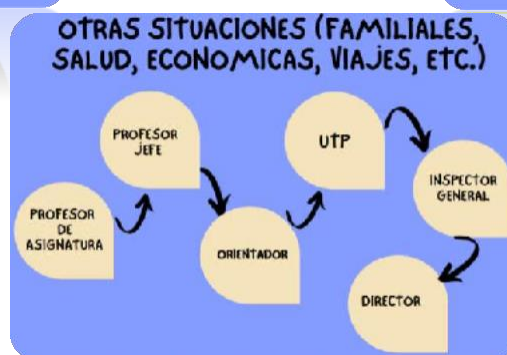 OTRAS SITUACIONES (FAMILIALES,
SALUD, ECONOMICAS, VIAJES, ETC.)
PROFESOR
DE
ASIGNATURA
PROFESOR
JEFE
ORIENTADOR
UTP
INSPECTOR
GENERAL
DIRECTOR